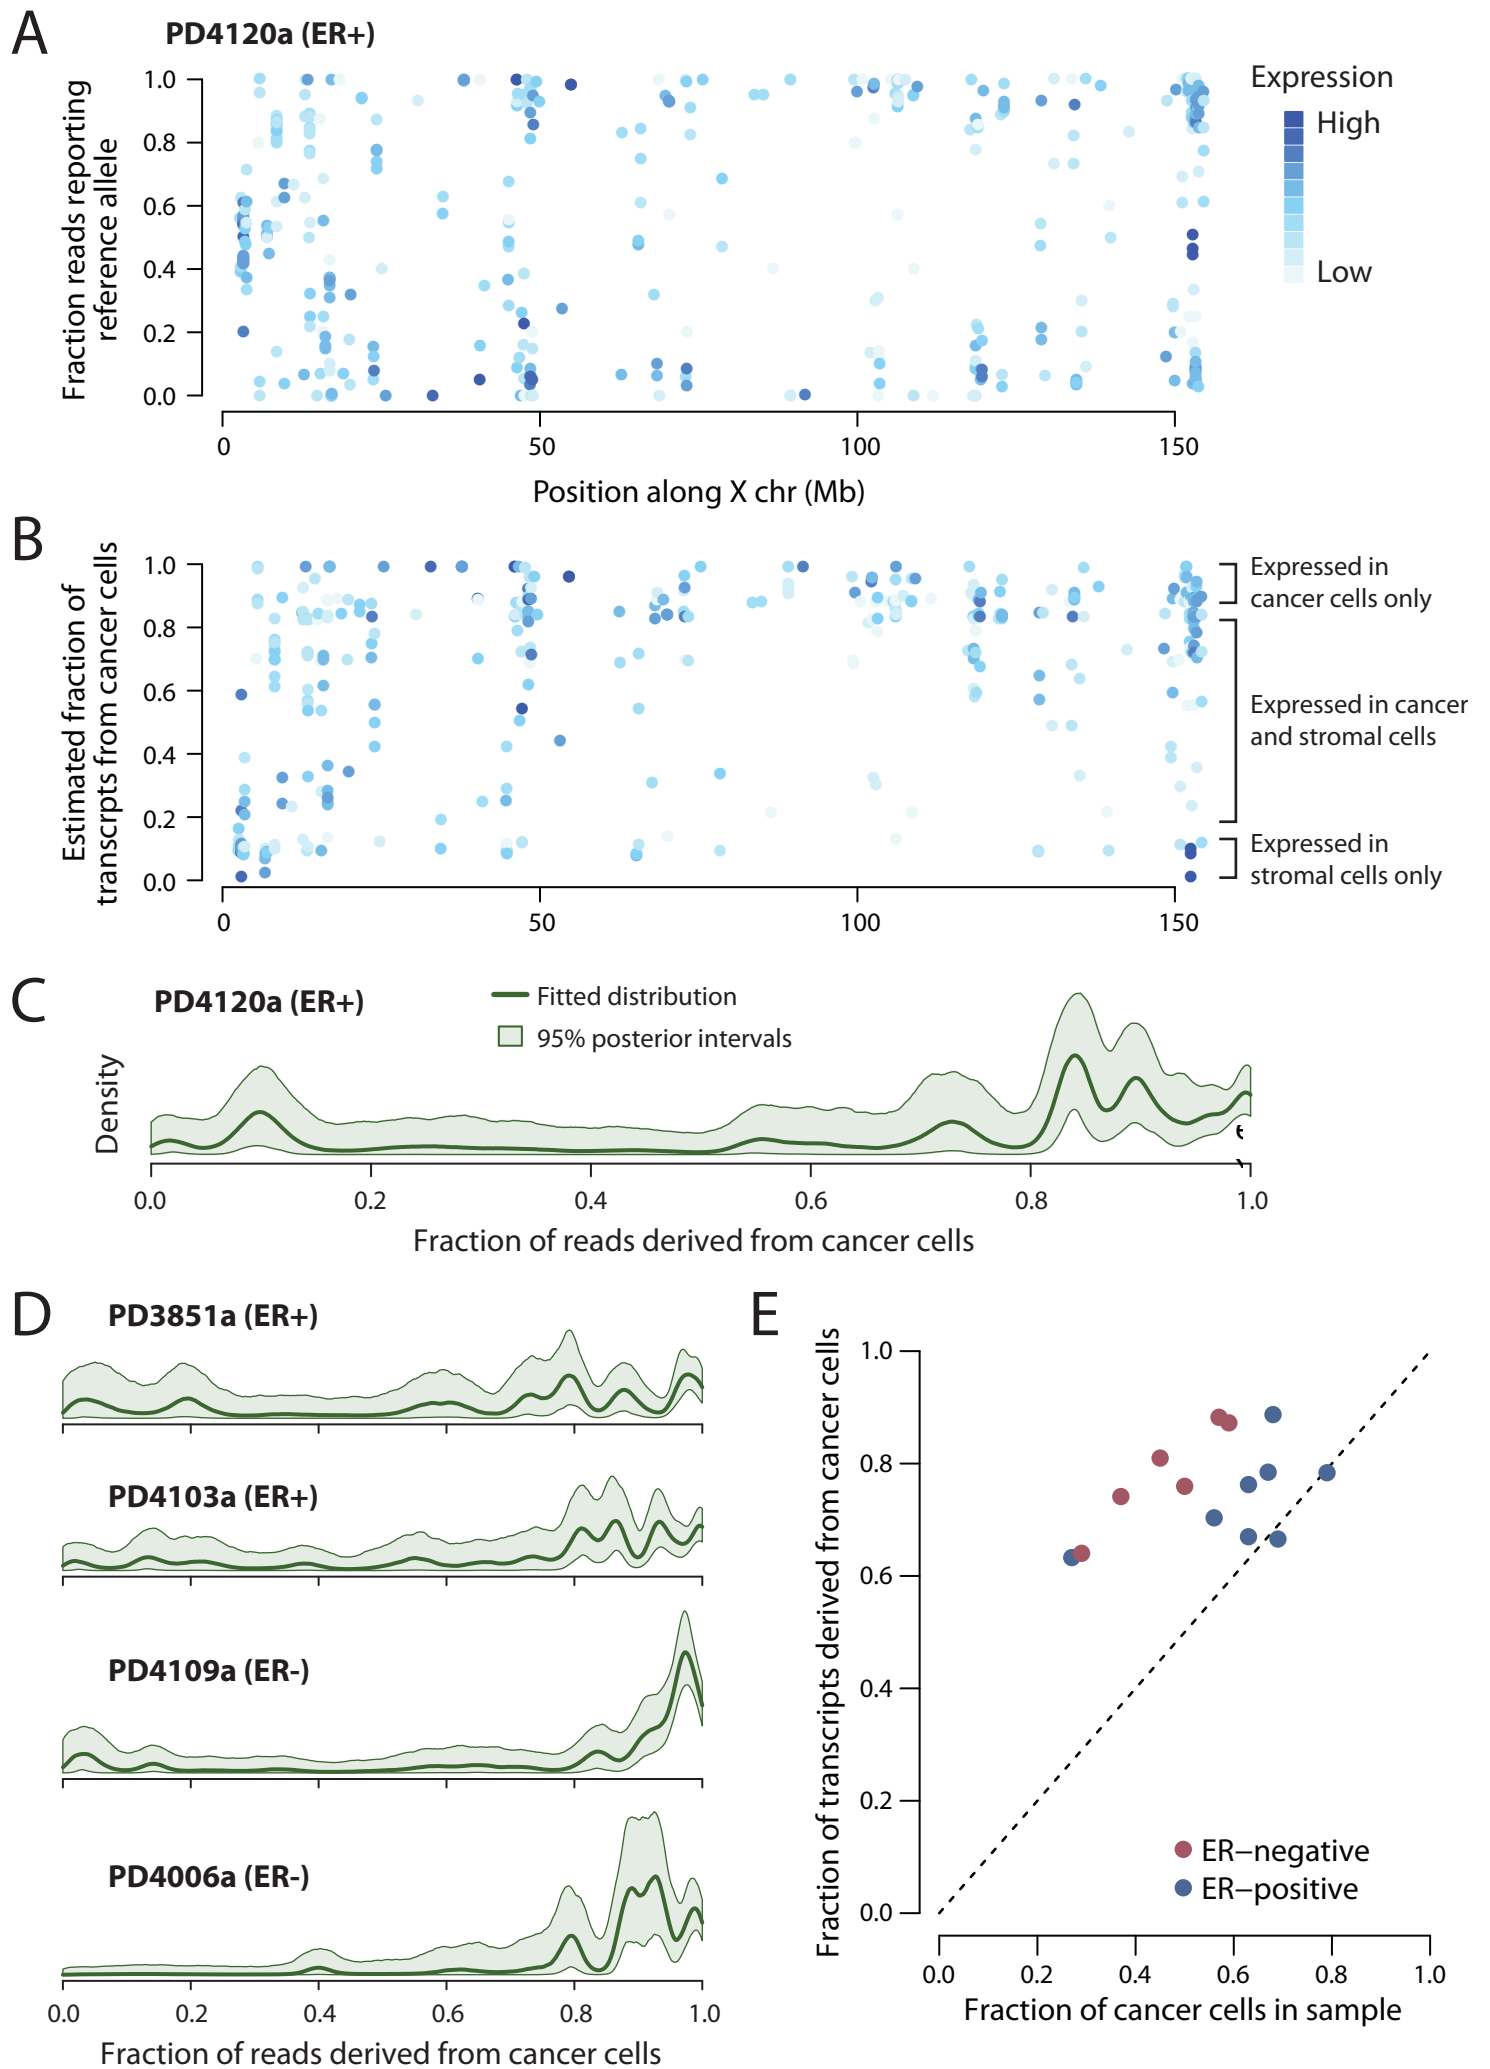 A
PD4120a (ER+)
Fraction reads reporting
reference allele
1.0
0.8
0.6
0.4
0.2
0.0
0
50
100
150
Position along X chr (Mb)
Expression
High
Low
B
Estimated fraction of
transcrpts from cancer cells
1.0
0.8
0.6
0.4
0.2
0.0
0
50
100
150
Expressed in
cancer cells only
Expressed in cancer
and stromal cells
Expressed in
stromal cells only
C
PD4120a (ER+)
Fitted distribution
95% posterior intervals
Density
0.0
0.2
0.4
0.6
0.8
1.0
Fraction of reads derived from cancer cells
D
PD3851a (ER+)
PD4103a (ER+)
PD4109a (ER-)
PD4006a (ER-)
0.0
0.2
0.4
0.6
0.8
1.0
Fraction of reads derived from cancer cells
E
Fraction of transcripts derived from cancer cells
1.0
0.8
0.6
0.4
0.2
0.0
ER–negative
ER–positive
0.0
0.2
0.4
0.6
0.8
1.0
Fraction of cancer cells in sample